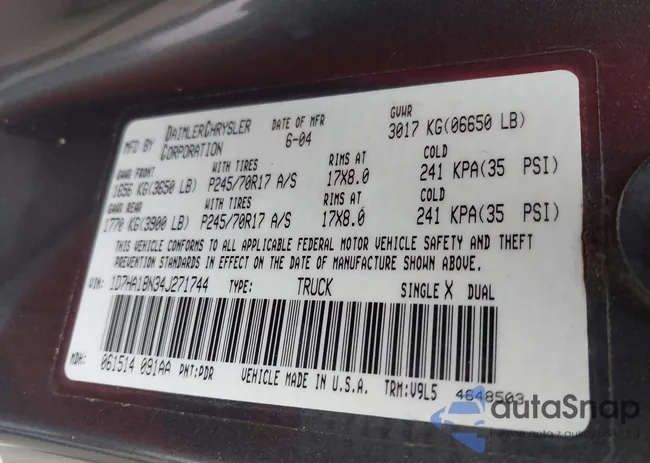 MFD BY DAIMLERCHRYSLER CORPORATION DATE OF MFR 6-04 GVWR 3017 KG(06650 LB)
GAWR FRONT WITH TIRES RIMS AT COLD
1656 KG(3650 LB) P245/70R17 A/S 17X8.0 241 KPA(35 PSI)
GAWR REAR WITH TIRES RIMS AT COLD
1770 KG(3900 LB) P245/70R17 A/S 17X8.0 241 KPA(35 PSI)
THIS VEHICLE CONFORMS TO ALL APPLICABLE FEDERAL MOTOR VEHICLE SAFETY AND THEFT
PREVENTION STANDARDS IN EFFECT ON THE DATE OF MANUFACTURE SHOWN ABOVE.
VIN: 1D7HA18N34J271744 TYPE: TRUCK SINGLE X DUAL
MDH: 061514 091AA PNT:PDR VEHICLE MADE IN U.S.A. TRM:V9L5 4648503
autaSnap